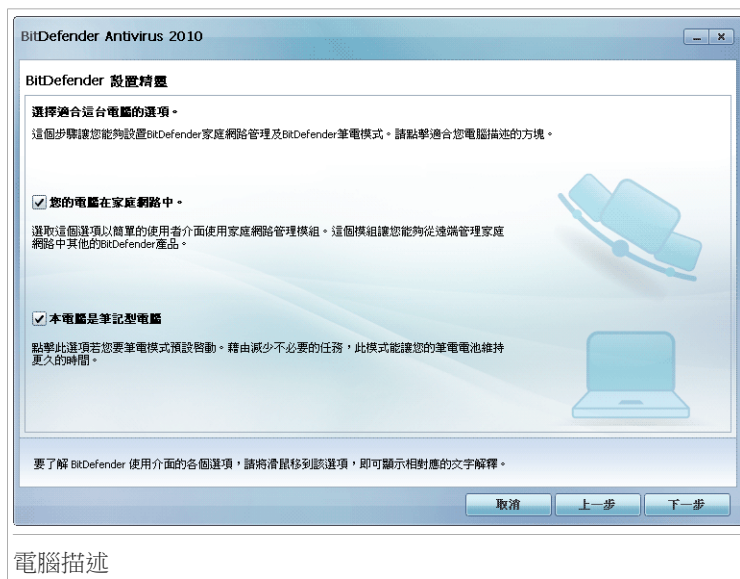 BitDefender Antivirus 2010
BitDefender 設置精靈
選擇適合這台電腦的選項。
這個步驟讓您能夠設置BitDefender家庭網路管理及BitDefender筆電模式。請點擊適合您電腦描述的方塊。
您的電腦在家庭網路中。
選取這個選項以簡單的使用者介面使用家庭網路管理模組。這個模組讓您能夠從遠端管理家庭
網路中其他的BitDefender產品。
本電腦是筆記型電腦
點擊此選項若您要筆電模式預設啓動。藉由減少不必要的任務，此模式能讓您的筆電電池維持
更久的時間。
要了解 BitDefender 使用介面的各個選項，請將滑鼠移到該選項，即可顯示相對應的文字解釋。
取消
上一步
下一步
電腦描述